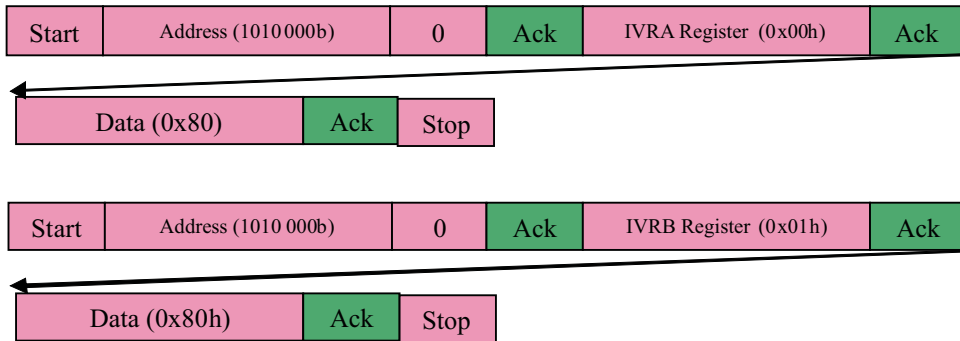 Start Address (1010 000b) 0 Ack IVRA Register (0x00h) Ack
Data (0x80) Ack Stop
Start Address (1010 000b) 0 Ack IVRB Register (0x01h) Ack
Data (0x80h) Ack Stop